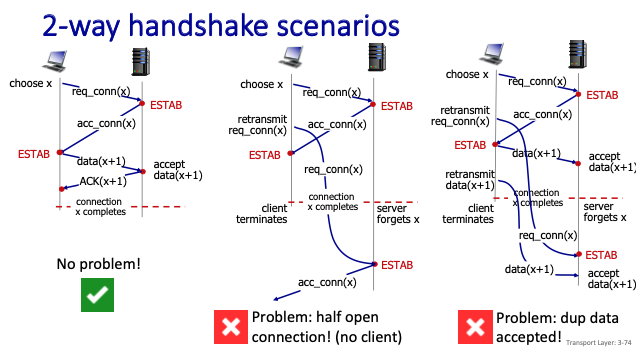 2-way handshake scenarios
choose x
req_conn(x)
ESTAB
acc_conn(x)
ESTAB
data(x+1)
accept
data(x+1)
ACK(x+1)
connection
x completes
No problem!
choose x
req_conn(x)
ESTAB
retransmit
req_conn(x)
acc_conn(x)
ESTAB
req_conn(x)
connection
x completes
client
terminates
server
forgets x
ESTAB
acc_conn(x)
Problem: half open
connection! (no client)
choose x
req_conn(x)
ESTAB
retransmit
req_conn(x)
acc_conn(x)
ESTAB
data(x+1)
accept
data(x+1)
retransmit
data(x+1)
connection
x completes
client
terminates
server
forgets x
req_conn(x)
ESTAB
data(x+1)
accept
data(x+1)
Problem: dup data
accepted!
Transport Layer: 3-74